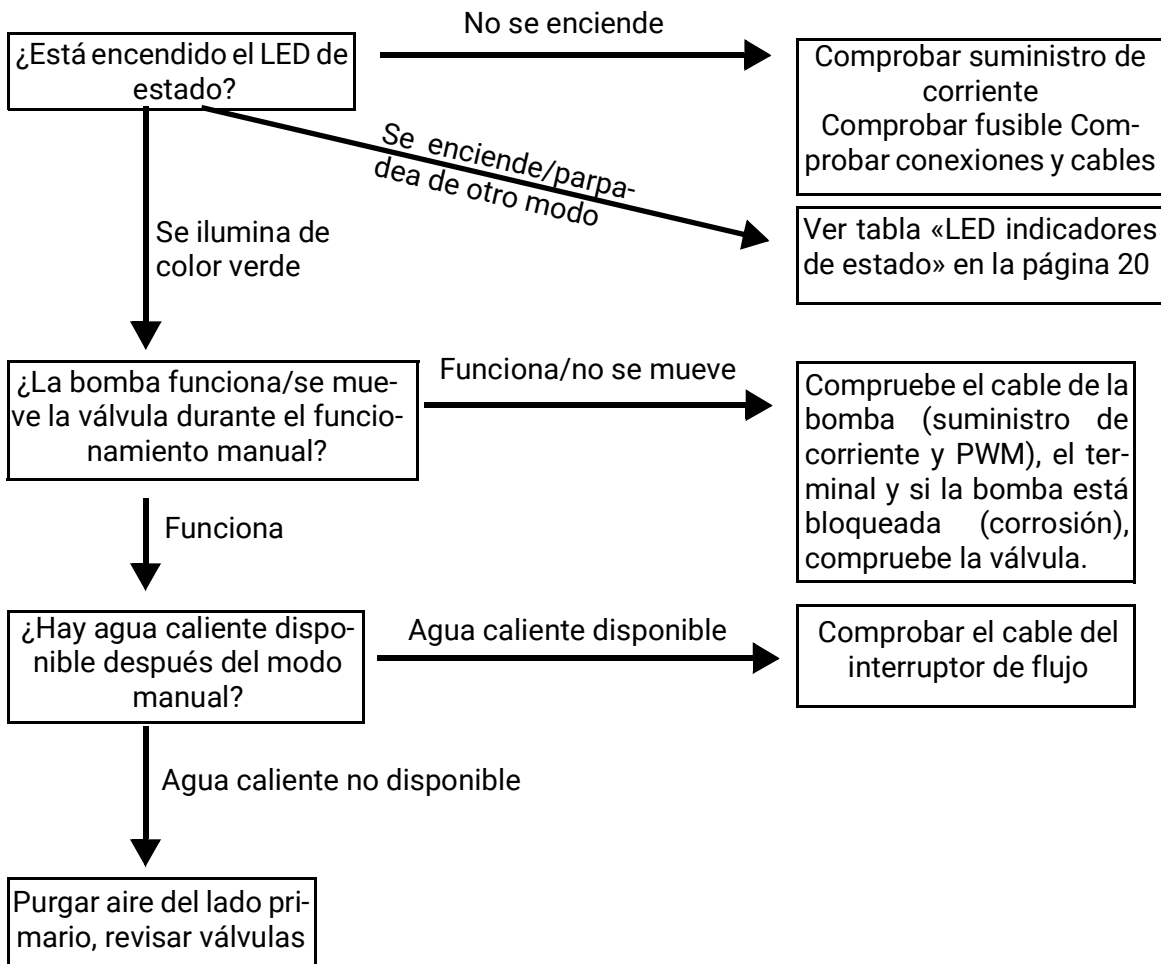 No se enciende
¿Está encendido el LED de
estado?
Comprobar suministro de
corriente
Comprobar fusible Com-
probar conexiones y cables
Se enciende/parpa-
dea de otro modo
Ver tabla «LED indicadores
de estado» en la página 20
Se ilumina de
color verde
¿La bomba funciona/se mue-
ve la válvula durante el funcio-
namiento manual?
Funciona/no se mueve
Compruebe el cable de la
bomba (suministro de
corriente y PWM), el ter-
minal y si la bomba está
bloqueada (corrosión),
compruebe la válvula.
Funciona
¿Hay agua caliente dispo-
nible después del modo
manual?
Agua caliente disponible
Comprobar el cable del
interruptor de flujo
Agua caliente no disponible
Purgar aire del lado pri-
mario, revisar válvulas